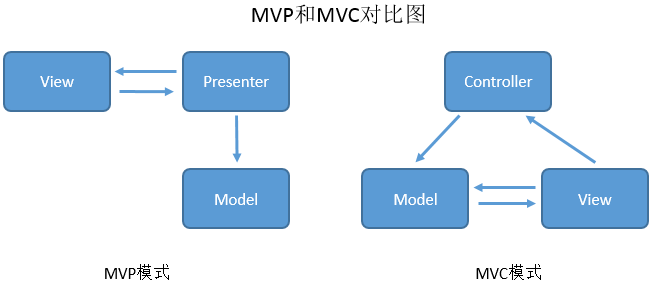 MVP和MVC对比图
View
Presenter
Model
Controller
Model
View
MVP模式
MVC模式